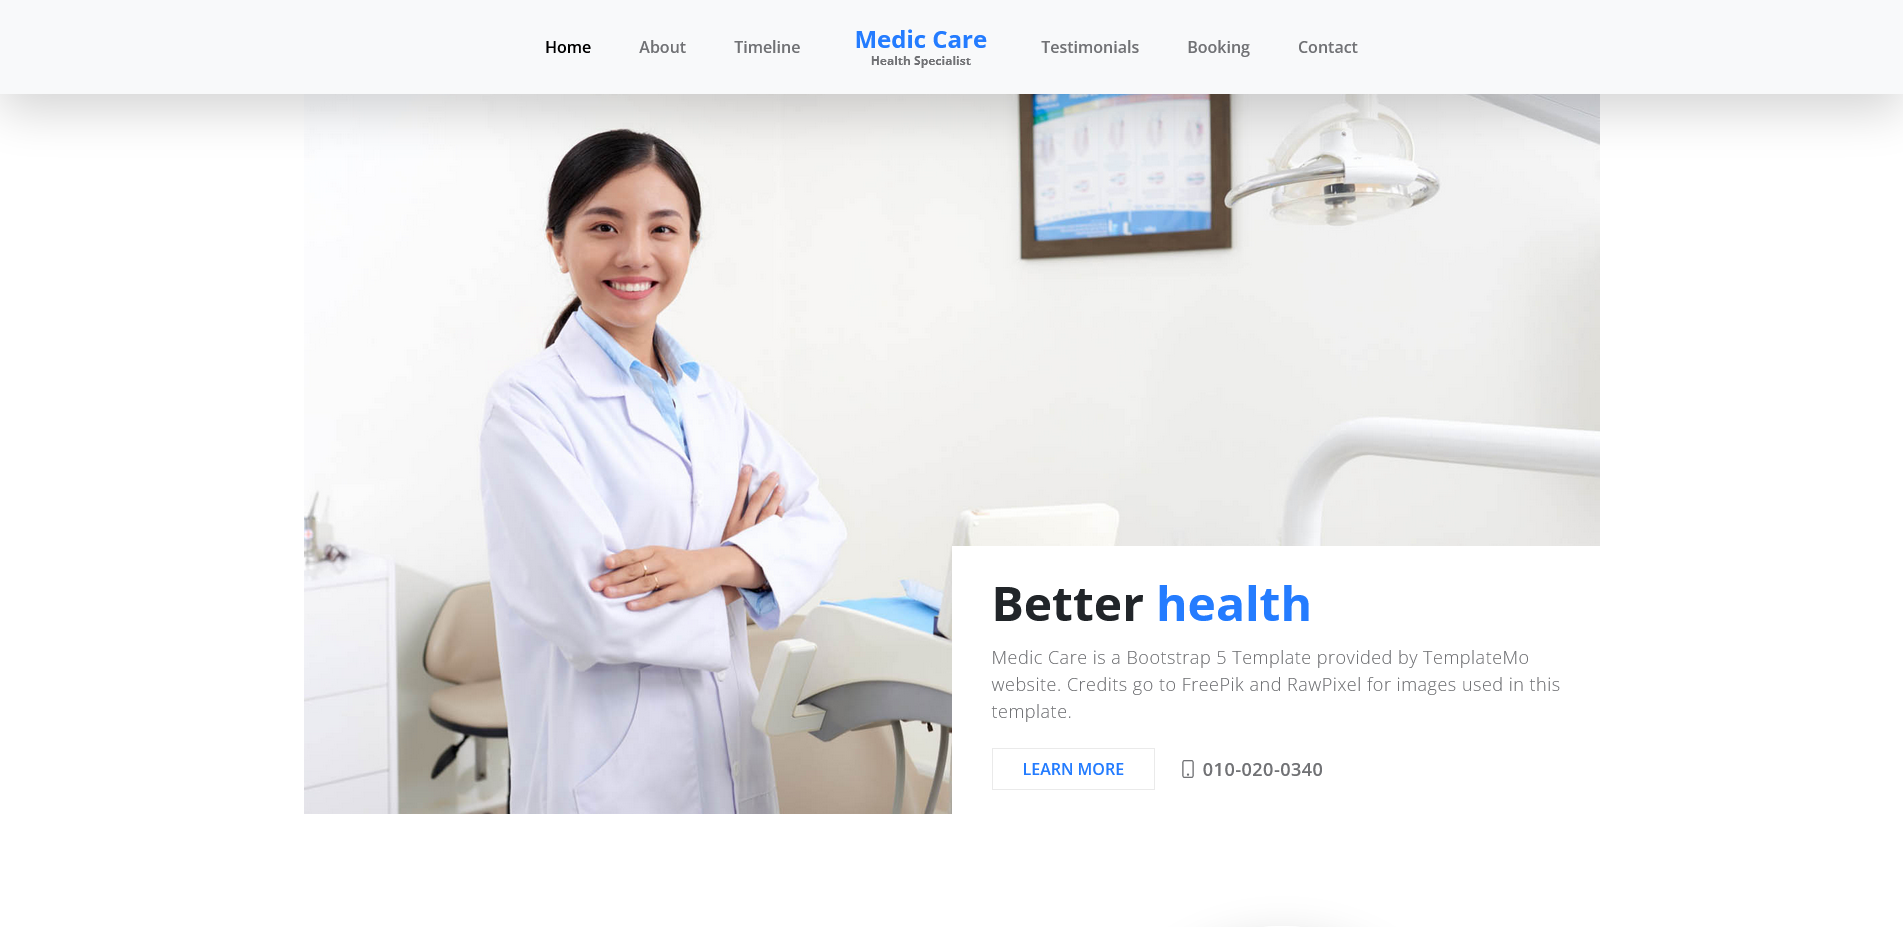 Home
About
Timeline
Medic Care
Health Specialist
Testimonials
Booking
Contact
Better health
Medic Care is a Bootstrap 5 Template provided by TemplateMo
website. Credits go to FreePik and RawPixel for images used in this
template.
LEARN MORE
010-020-0340